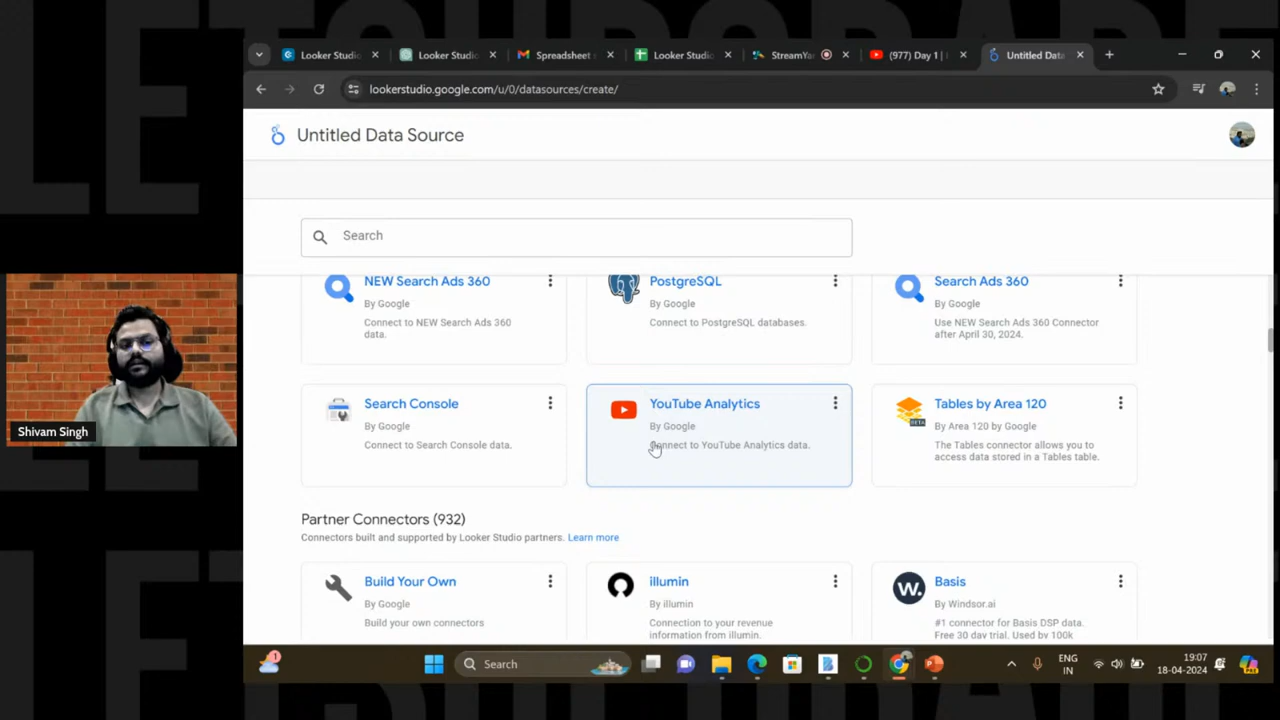 Looker Studio
Looker Studio
Spreadsheet
Looker Studio
StreamYar
(977) Day 1 |
Untitled Data
lookerstudio.google.com/u/0/datasources/create/
Untitled Data Source
Search
NEW Search Ads 360
By Google
Connect to NEW Search Ads 360
data.
PostgreSQL
By Google
Connect to PostgreSQL databases.
Search Ads 360
By Google
Use NEW Search Ads 360 Connector
after April 30, 2024.
Search Console
By Google
Connect to Search Console data.
YouTube Analytics
By Google
Connect to YouTube Analytics data.
Tables by Area 120
BETA
By Area 120 by Google
The Tables connector allows you to
access data stored in a Tables table.
Shivam Singh
Partner Connectors (932)
Connectors built and supported by Looker Studio partners. Learn more
Build Your Own
By Google
Build your own connectors
illumin
By illumin
Connection to your revenue
information from illumin.
W.
Basis
By Windsor.ai
#1 connector for Basis DSP data.
Free 30 day trial. Used by 100k
1
Search
ENG
IN
19:07
18-04-2024